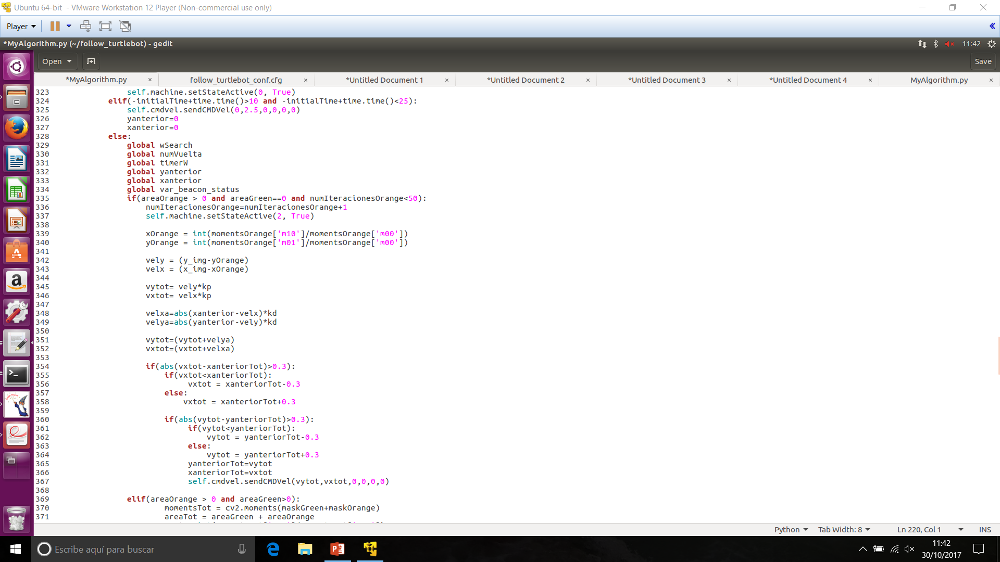 Ubuntu 64-bit  - VMware Workstation 12 Player (Non-commercial use only)
Player
*MyAlgorithm.py (~/follow_turtlebot) - gedit
11:42
Open
Save
*MyAlgorithm.py × follow_turtlebot_conf.cfg × *Untitled Document 1 × *Untitled Document 2 × *Untitled Document 3 × *Untitled Document 4 × MyAlgorithm.py ×
323 self.machine.setStateActive(0, True)
324 elif(-initialTime+time.time()>10 and -initialTime+time.time()<25):
325 self.cmdvel.sendCMDVel(0,2.5,0,0,0,0)
326 yanterior=0
327 xanterior=0
328 else:
329 global wSearch
330 global numVuelta
331 global timerW
332 global yanterior
333 global xanterior
334 global var_beacon_status
335 if(areaOrange > 0 and areaGreen==0 and numIteracionesOrange<50):
336 numIteracionesOrange=numIteracionesOrange+1
337 self.machine.setStateActive(2, True)
338
339 xOrange = int(momentsOrange['m10']/momentsOrange['m00'])
340 yOrange = int(momentsOrange['m01']/momentsOrange['m00'])
341
342 vely = (y_img-yOrange)
343 velx = (x_img-xOrange)
344
345 vytot= vely*kp
346 vxtot= velx*kp
347
348 velxa=abs(xanterior-velx)*kd
349 velya=abs(yanterior-vely)*kd
350
351 vytot=(vytot+velya)
352 vxtot=(vxtot+velxa)
353
354 if(abs(vxtot-xanteriorTot)>0.3):
355 if(vxtot<xanteriorTot):
356 vxtot = xanteriorTot-0.3
357 else:
358 vxtot = xanteriorTot+0.3
359
360 if(abs(vytot-yanteriorTot)>0.3):
361 if(vytot<yanteriorTot):
362 vytot = yanteriorTot-0.3
363 else:
364 vytot = yanteriorTot+0.3
365 yanteriorTot=vytot
366 xanteriorTot=vxtot
367 self.cmdvel.sendCMDVel(vytot,vxtot,0,0,0,0)
368
369 elif(areaOrange > 0 and areaGreen>0):
370 momentsTot = cv2.moments(maskGreen+maskOrange)
371 areaTot = areaGreen + areaOrange
Python Tab Width: 8 Ln 220, Col 1 INS
Escribe aquí para buscar
11:42
30/10/2017